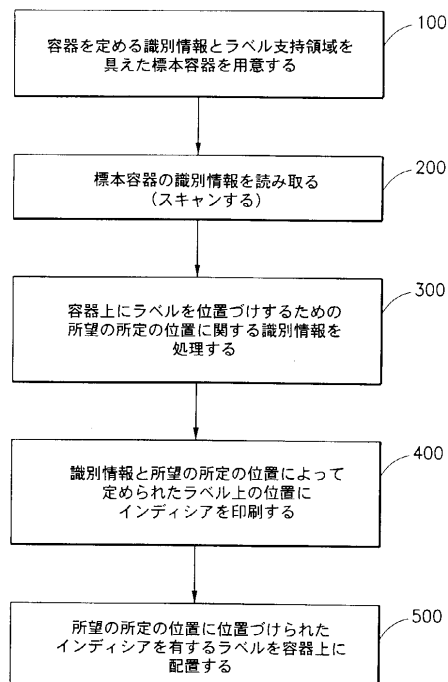 容器を定める識別情報とラベル支持領域を
具えた標本容器を用意する
100
標本容器の識別情報を読み取る
(スキャンする)
200
容器上にラベルを位置づけするための
所望の所定の位置に関する識別情報を
処理する
300
識別情報と所望の所定の位置によって
定められたラベル上の位置に
インディシアを印刷する
400
所望の所定の位置に位置づけられた
インディシアを有するラベルを容器上に
配置する
500